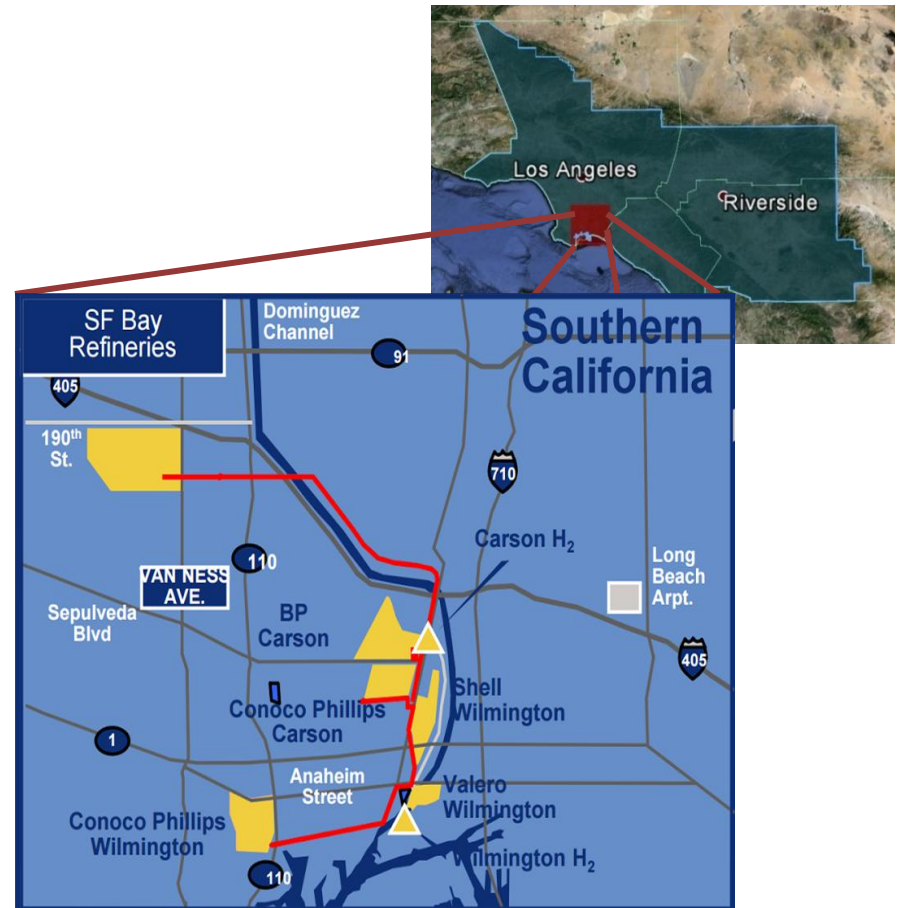 Los Angeles
Riverside
SF Bay
Refineries
Dominguez
Channel
Southern
California
91
405
190th
St.
710
Carson H₂
110
VAN NESS
AVE.
Long
Beach
Arpt.
BP
Carson
Sepulveda
Blvd
405
Shell
Wilmington
Conoco Phillips
Carson
1
Anaheim
Street
Valero
Wilmington
Conoco Phillips
Wilmington
Wilmington H₂
110